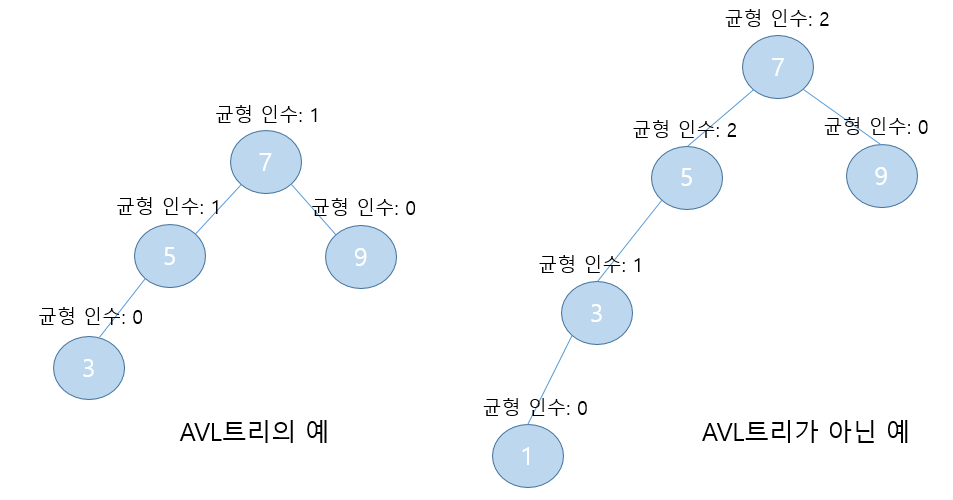 균형 인수: 1
7
균형 인수: 1
균형 인수: 0
5
9
균형 인수: 0
3
AVL트리의 예
균형 인수: 2
7
균형 인수: 2
균형 인수: 0
5
9
균형 인수: 1
3
균형 인수: 0
1
AVL트리가 아닌 예